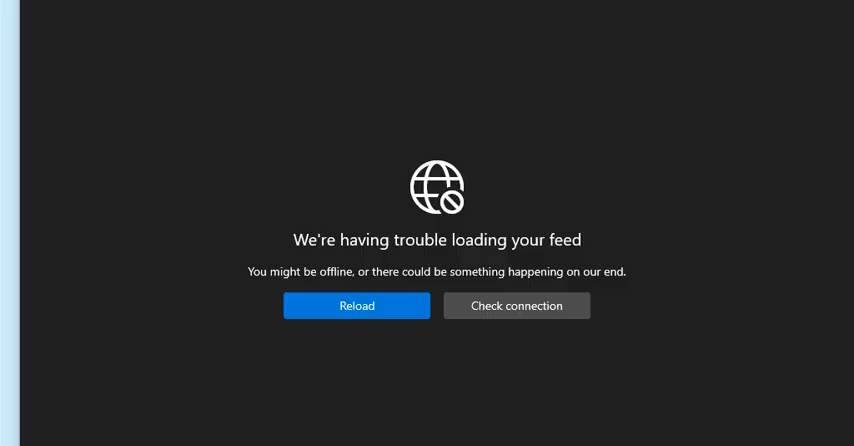 We're having trouble loading your feed
You might be offline, or there could be something happening on our end.
Reload
Check connection